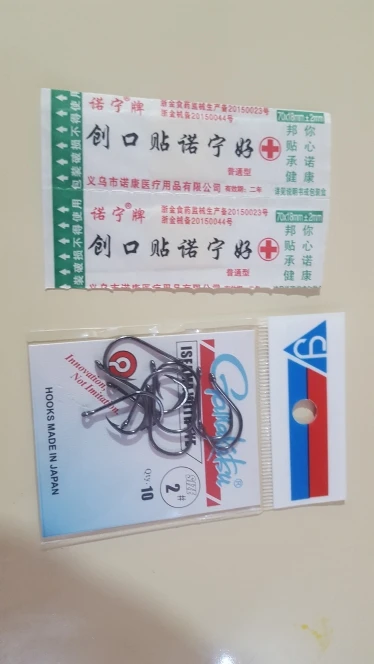 包装破损不得使用
诺宁®牌
浙金食药监械生产备20150023号
浙金械备20150044号
创口贴诺宁好
普通型
义乌市诺康医疗用品有限公司 有效期：二年
70x18mm±2mm
邦你
贴心
承诺
健康
装破损不得使用
诺宁®牌
浙金食药监械生产备20150023号
浙金械备20150044号
创口贴诺宁好
普通型
70x18mm±2mm
邦你
贴心
承诺
健康
Innovation,
Not Imitation.
HOOKS MADE IN JAPAN
Qty. 10
# 2